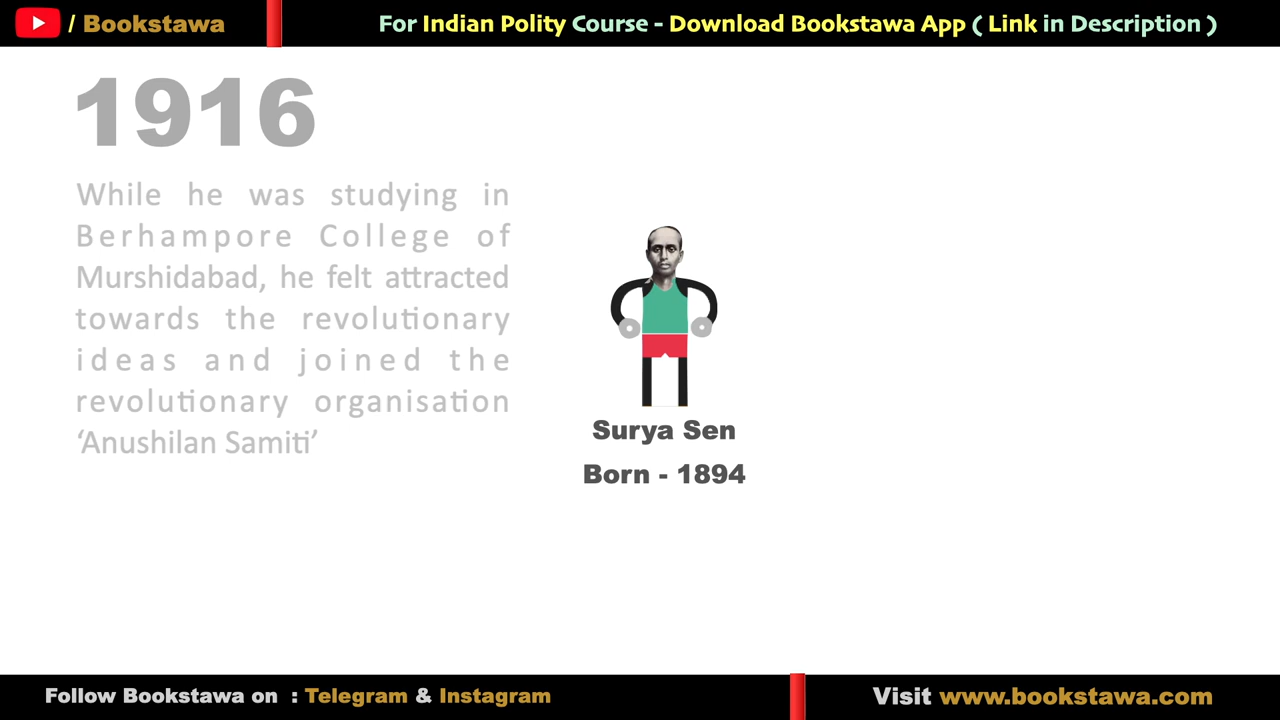 / Bookstawa
For Indian Polity Course - Download Bookstawa App ( Link in Description )
1916
While he was studying in
Berhampore College of
Murshidabad, he felt attracted
towards the revolutionary
ideas and joined the
revolutionary organisation
‘Anushilan Samiti’
Surya Sen
Born - 1894
Follow Bookstawa on : Telegram & Instagram
Visit www.bookstawa.com